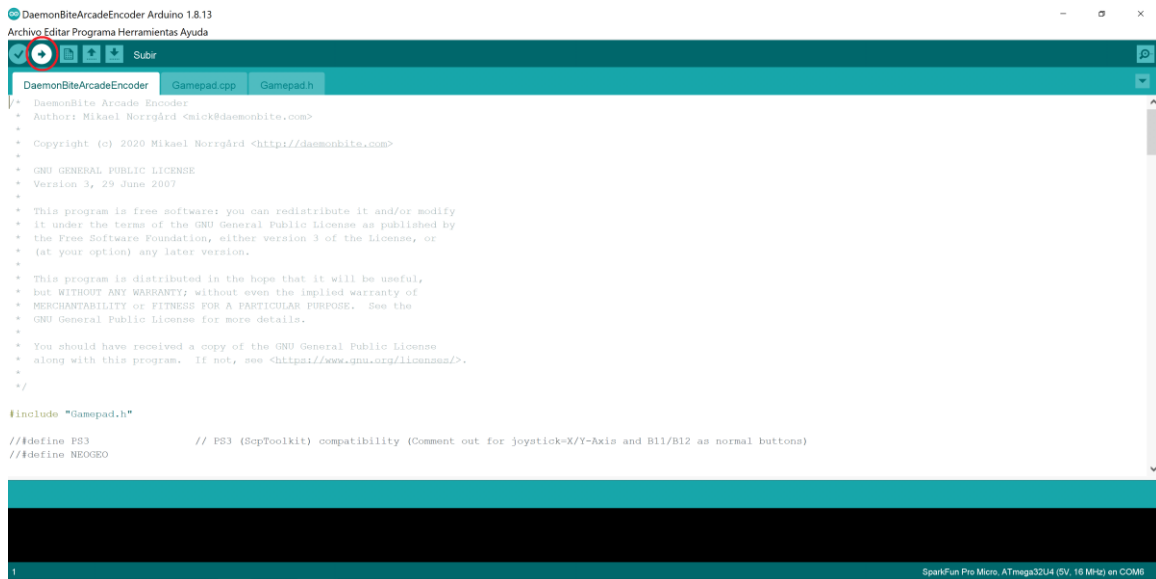 DaemonBiteArcadeEncoder Arduino 1.8.13
Archivo Editar Programa Herramientas Ayuda
Subir
DaemonBiteArcadeEncoder Gamepad.cpp Gamepad.h
/* DaemonBite Arcade Encoder
* Author: Mikael Norrgård <mick@daemonbite.com>
*
* Copyright (c) 2020 Mikael Norrgård <http://daemonbite.com>
*
* GNU GENERAL PUBLIC LICENSE
* Version 3, 29 June 2007
*
* This program is free software: you can redistribute it and/or modify
* it under the terms of the GNU General Public License as published by
* the Free Software Foundation, either version 3 of the License, or
* (at your option) any later version.
*
* This program is distributed in the hope that it will be useful,
* but WITHOUT ANY WARRANTY; without even the implied warranty of
* MERCHANTABILITY or FITNESS FOR A PARTICULAR PURPOSE. See the
* GNU General Public License for more details.
*
* You should have received a copy of the GNU General Public License
* along with this program. If not, see <https://www.gnu.org/licenses/>.
*
*/
#include "Gamepad.h"
//#define PS3 // PS3 (ScpToolkit) compatibility (Comment out for joystick=X/Y-Axis and B11/B12 as normal buttons)
//#define NEOGEO
1 SparkFun Pro Micro, ATmega32U4 (5V, 16 MHz) en COM6